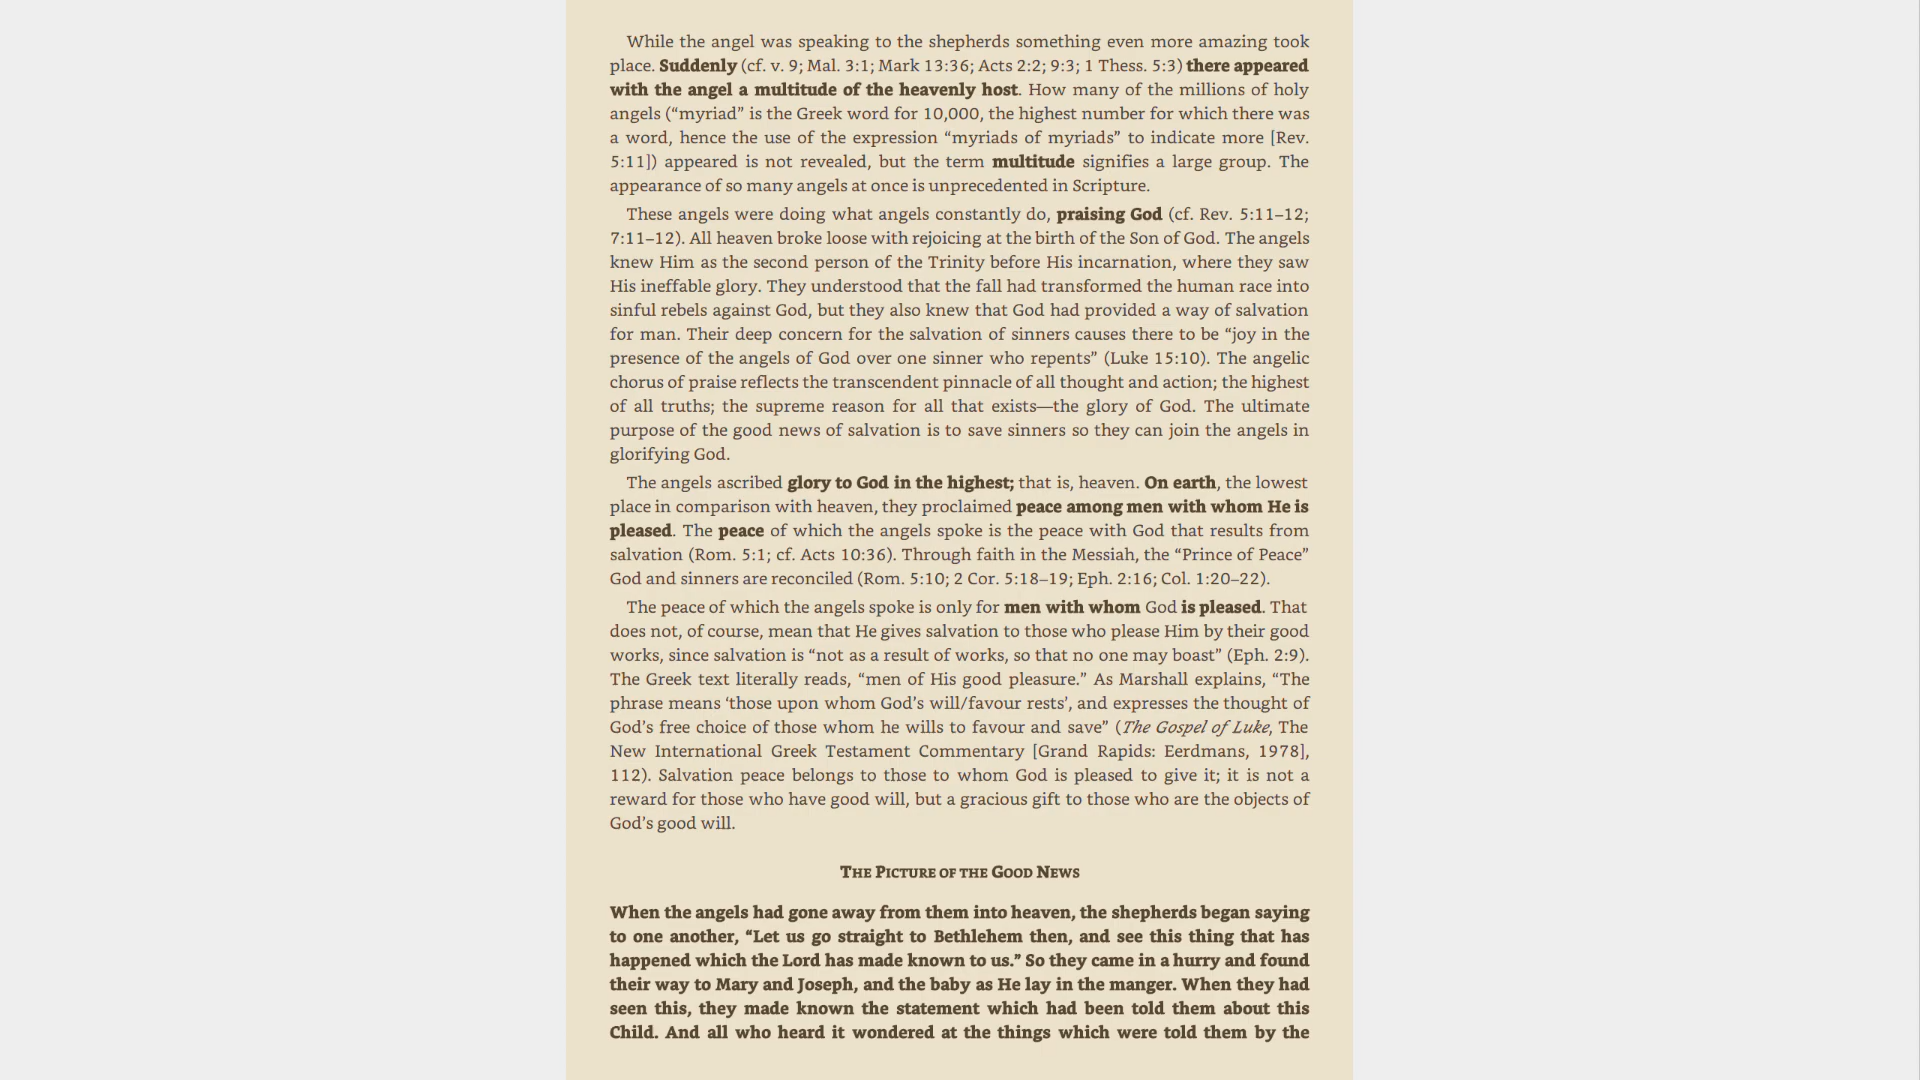 While the angel was speaking to the shepherds something even more amazing took
place. Suddenly (cf. v. 9; Mal. 3:1; Mark 13:36; Acts 2:2; 9:3; 1 Thess. 5:3) there appeared
with the angel a multitude of the heavenly host. How many of the millions of holy
angels (“myriad” is the Greek word for 10,000, the highest number for which there was
a word, hence the use of the expression “myriads of myriads” to indicate more [Rev.
5:11]) appeared is not revealed, but the term multitude signifies a large group. The
appearance of so many angels at once is unprecedented in Scripture.
These angels were doing what angels constantly do, praising God (cf. Rev. 5:11–12;
7:11–12). All heaven broke loose with rejoicing at the birth of the Son of God. The angels
knew Him as the second person of the Trinity before His incarnation, where they saw
His ineffable glory. They understood that the fall had transformed the human race into
sinful rebels against God, but they also knew that God had provided a way of salvation
for man. Their deep concern for the salvation of sinners causes there to be “joy in the
presence of the angels of God over one sinner who repents” (Luke 15:10). The angelic
chorus of praise reflects the transcendent pinnacle of all thought and action; the highest
of all truths; the supreme reason for all that exists—the glory of God. The ultimate
purpose of the good news of salvation is to save sinners so they can join the angels in
glorifying God.
The angels ascribed glory to God in the highest; that is, heaven. On earth, the lowest
place in comparison with heaven, they proclaimed peace among men with whom He is
pleased. The peace of which the angels spoke is the peace with God that results from
salvation (Rom. 5:1; cf. Acts 10:36). Through faith in the Messiah, the “Prince of Peace”
God and sinners are reconciled (Rom. 5:10; 2 Cor. 5:18–19; Eph. 2:16; Col. 1:20–22).
The peace of which the angels spoke is only for men with whom God is pleased. That
does not, of course, mean that He gives salvation to those who please Him by their good
works, since salvation is “not as a result of works, so that no one may boast” (Eph. 2:9).
The Greek text literally reads, “men of His good pleasure.” As Marshall explains, “The
phrase means ‘those upon whom God’s will/favour rests’, and expresses the thought of
God’s free choice of those whom he wills to favour and save” (The Gospel of Luke, The
New International Greek Testament Commentary [Grand Rapids: Eerdmans, 1978],
112). Salvation peace belongs to those to whom God is pleased to give it; it is not a
reward for those who have good will, but a gracious gift to those who are the objects of
God’s good will.
The Picture of the Good News
When the angels had gone away from them into heaven, the shepherds began saying
to one another, “Let us go straight to Bethlehem then, and see this thing that has
happened which the Lord has made known to us.” So they came in a hurry and found
their way to Mary and Joseph, and the baby as He lay in the manger. When they had
seen this, they made known the statement which had been told them about this
Child. And all who heard it wondered at the things which were told them by the